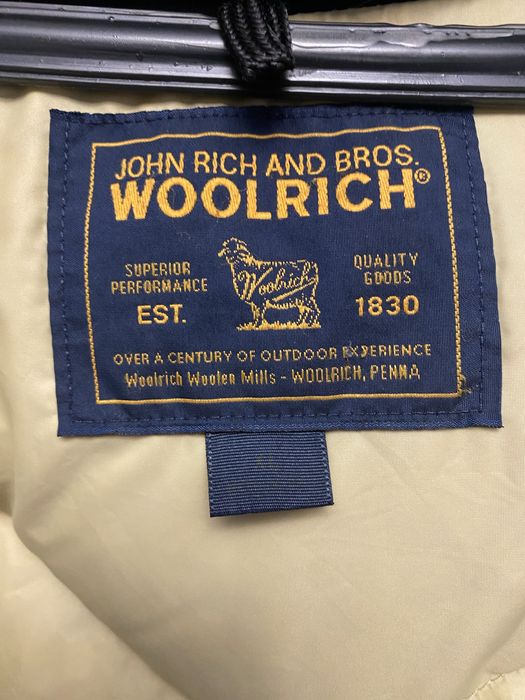 JOHN RICH AND BROS.
WOOLRICH®
SUPERIOR
PERFORMANCE
EST.
Woolrich
QUALITY
GOODS
1830
OVER A CENTURY OF OUTDOOR EXPERIENCE
Woolrich Woolen Mills - WOOLRICH, PENNA